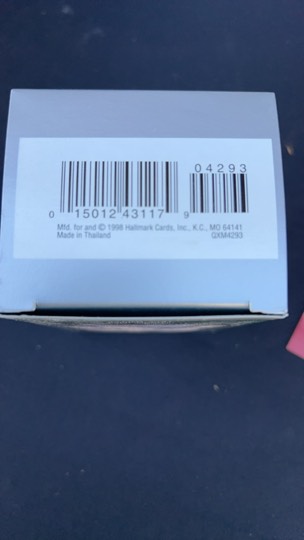 04293
0 15012 43117 9
Mfd. for and © 1998 Hallmark Cards, Inc., K.C., MO 64141
Made in Thailand QXM4293